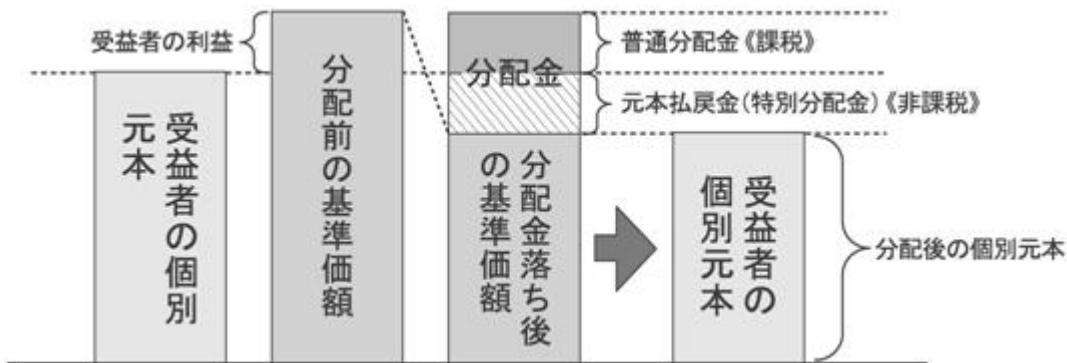 受益者の利益
普通分配金《課税》
分配金
元本払戻金(特別分配金)《非課税》
受益者の個別
元本
分配前の基準価額
分配金落ち後
の基準価額
受益者の
個別元本
分配後の個別元本